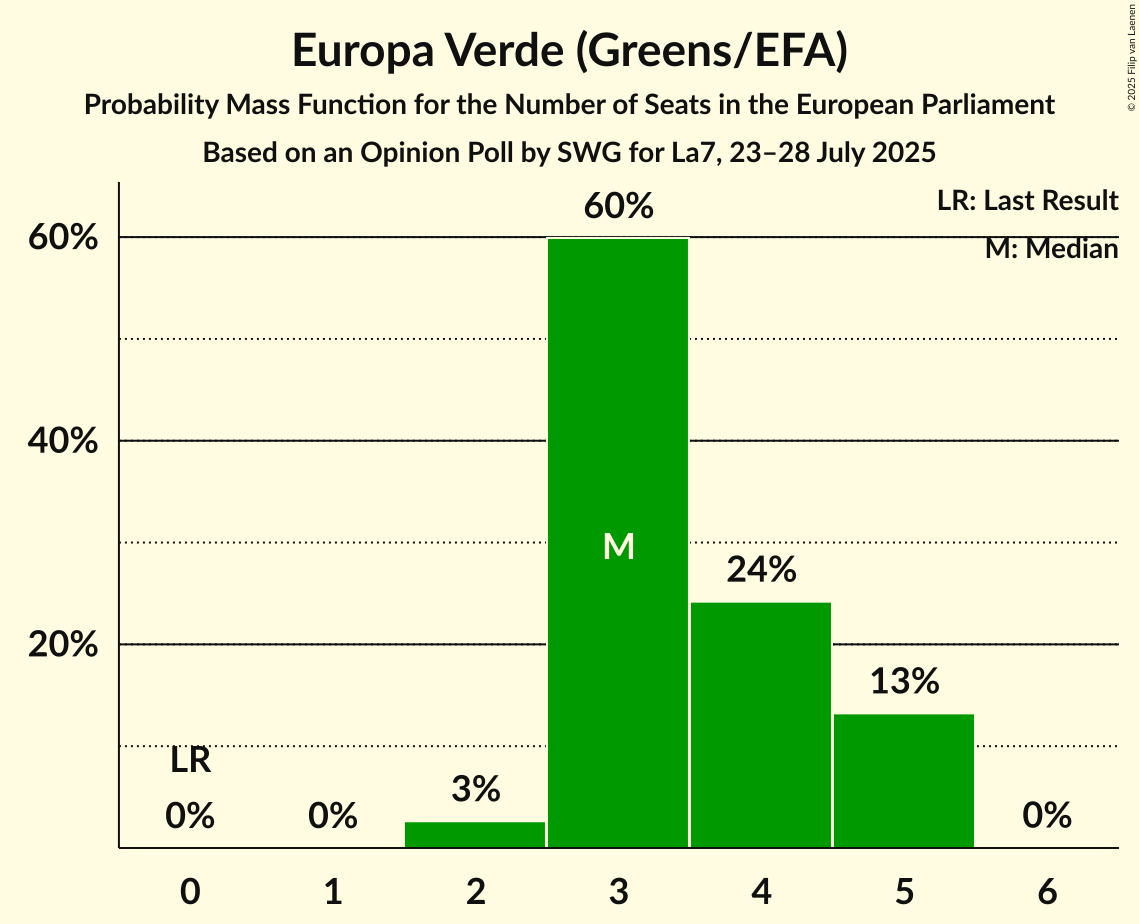 Europa Verde (Greens/EFA)
Probability Mass Function for the Number of Seats in the European Parliament
Based on an Opinion Poll by SWG for La7, 23–28 July 2025
© 2025 Filip van Laenen
LR: Last Result
M: Median
60%
60%
40%
M
24%
20%
13%
LR
3%
0%
0%
0%
0 1 2 3 4 5 6